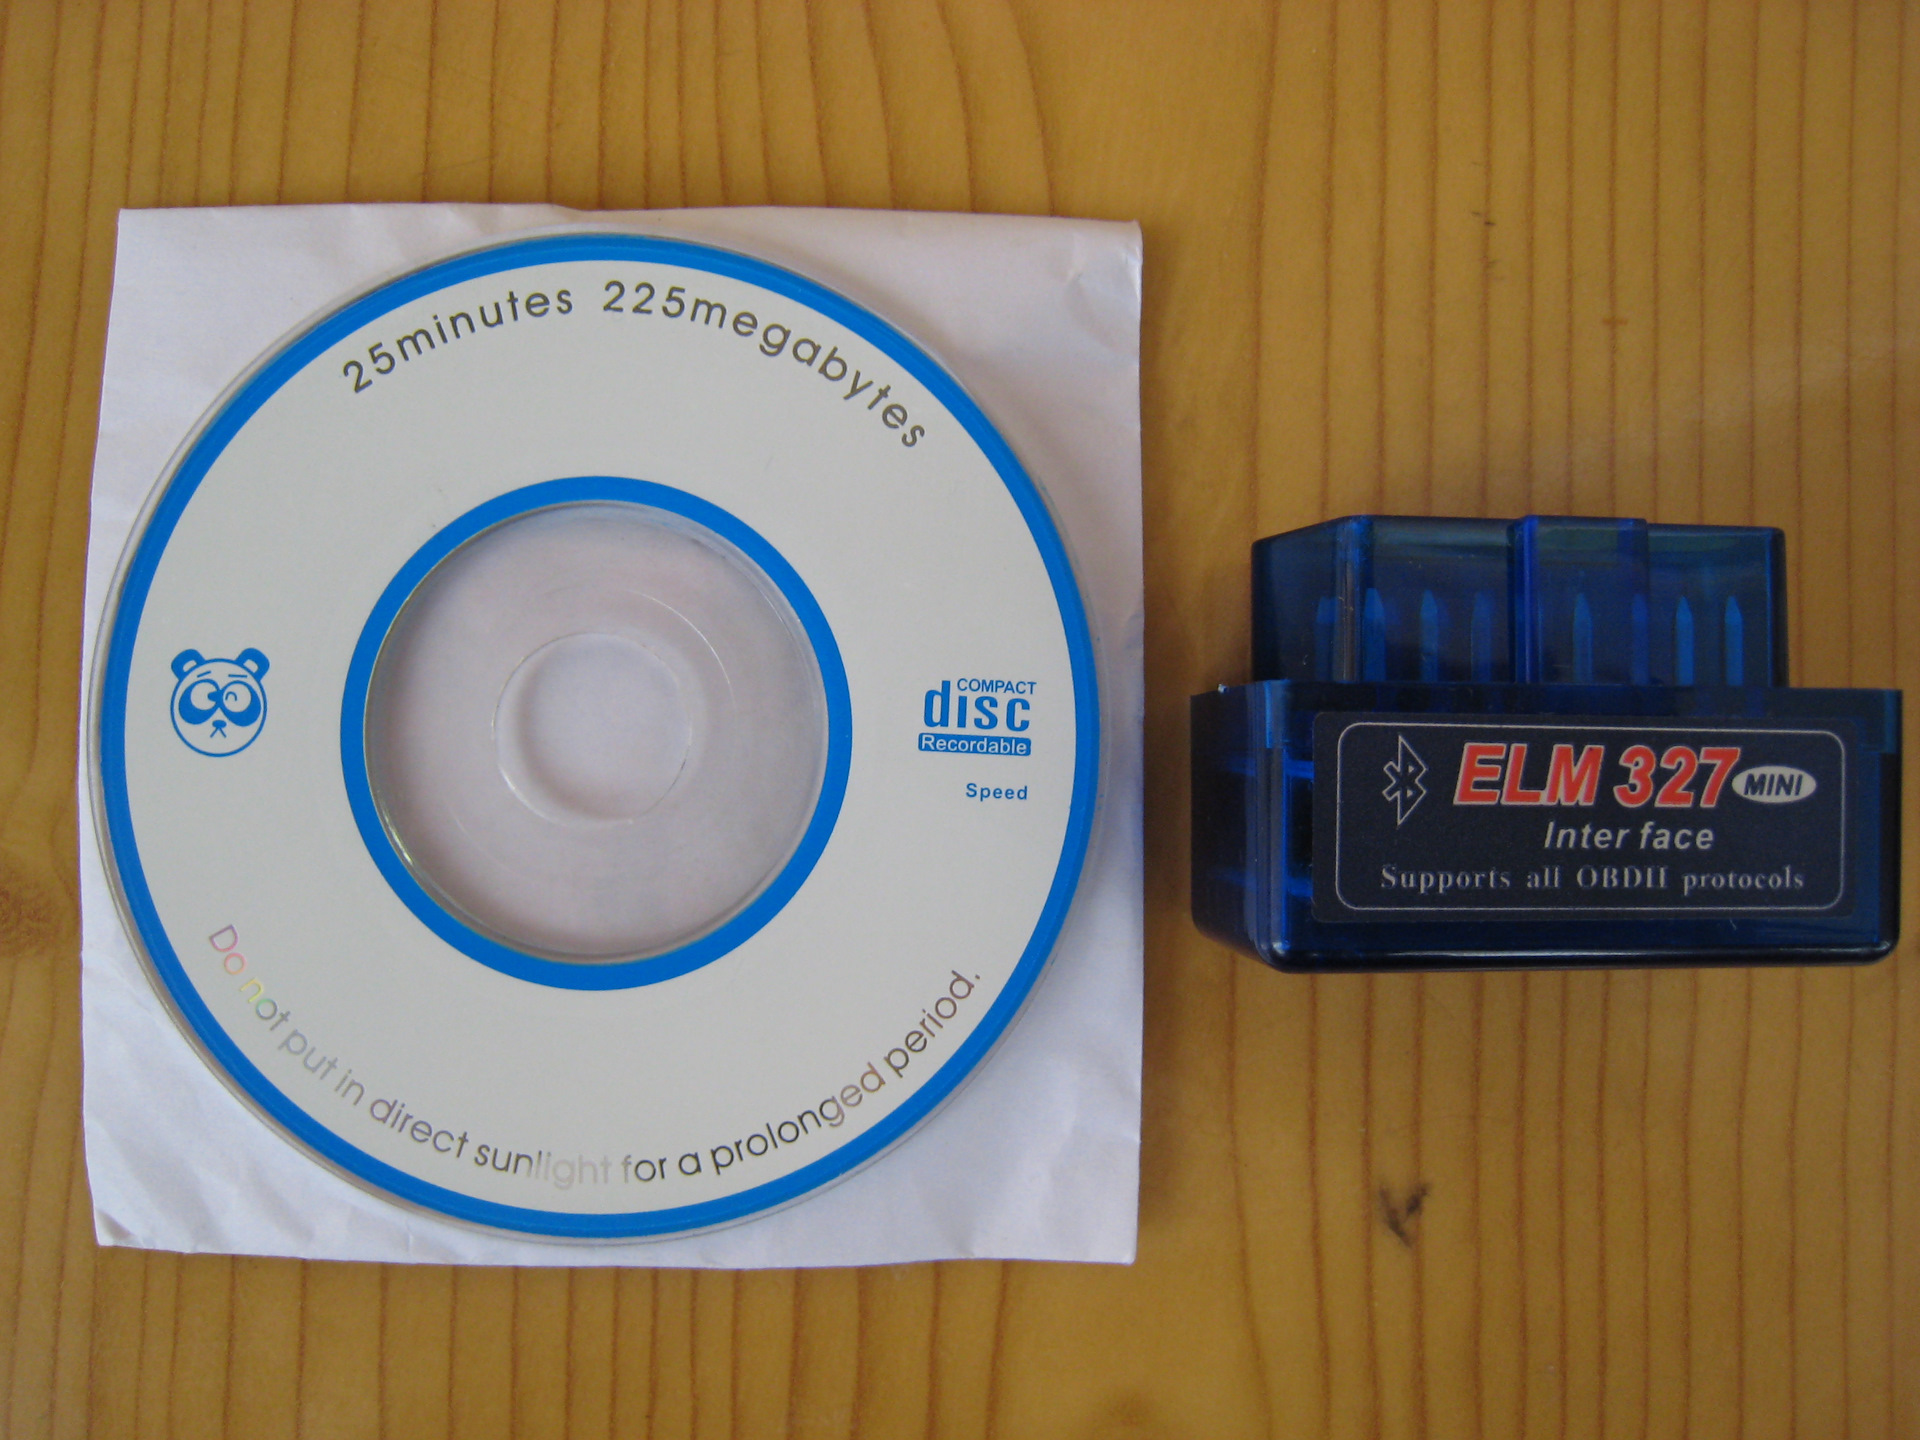 25minutes 225megabytes
COMPACT
disc
Recordable
Speed
Do not put in direct sunlight for a prolonged period.
ELM 327 MINI
Inter face
Supports all OBDII protocols